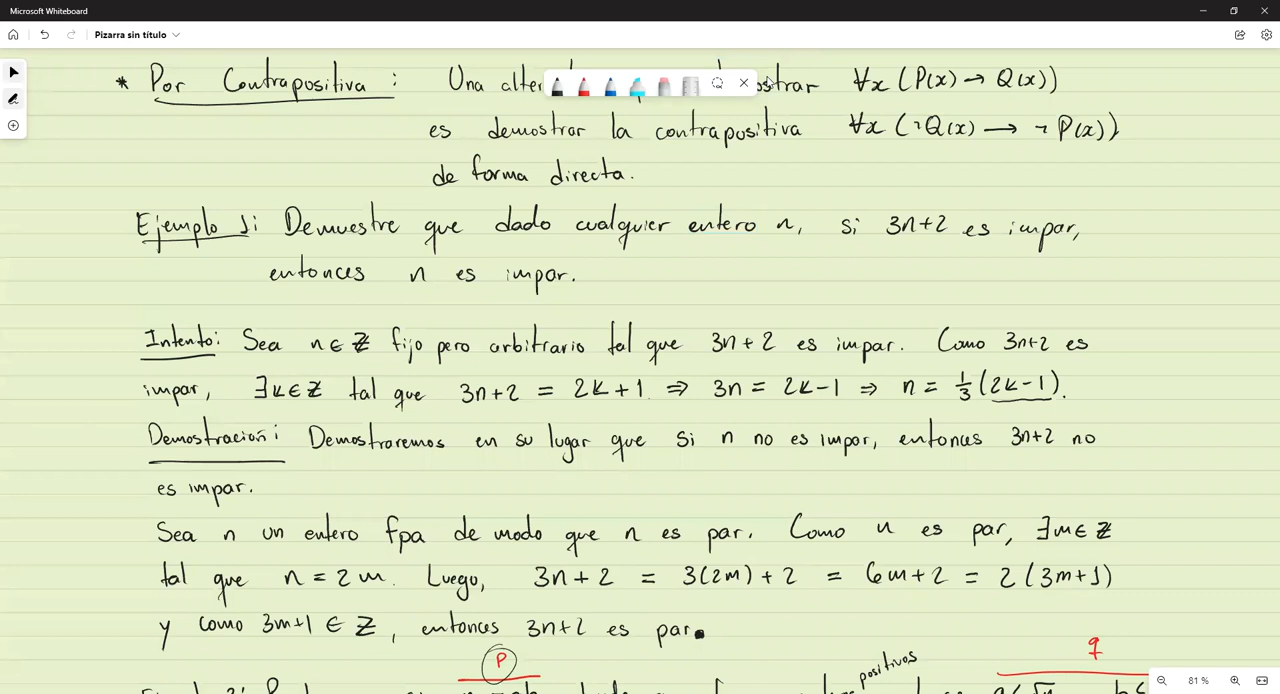 Microsoft Whiteboard
Pizarra sin título
* Por Contrapositiva: Una alter strar ∀x (P(x) → Q(x))
es demostrar la contrapositiva ∀x (¬Q(x) → ¬P(x))
de forma directa.
Ejemplo 1: Demuestre que dado cualquier entero n, si 3n+2 es impar,
entonces n es impar.
Intento: Sea n∈ℤ fijo pero arbitrario tal que 3n+2 es impar. Como 3n+2 es
impar, ∃k∈ℤ tal que 3n+2 = 2k+1 ⇒ 3n = 2k-1 ⇒ n = 1/3 (2k-1).
Demostración: Demostraremos en su lugar que si n no es impar, entonces 3n+2 no
es impar.
Sea n un entero fpa de modo que n es par. Como n es par, ∃m∈ℤ
tal que n = 2m. Luego, 3n+2 = 3(2m)+2 = 6m+2 = 2(3m+1)
y como 3m+1 ∈ ℤ, entonces 3n+2 es par.
P
positivos
q
81 %